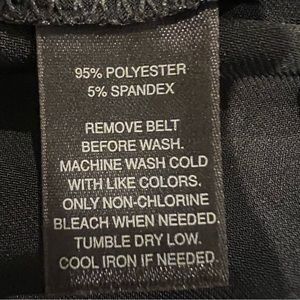 95% POLYESTER
5% SPANDEX
REMOVE BELT
BEFORE WASH.
MACHINE WASH COLD
WITH LIKE COLORS.
ONLY NON-CHLORINE
BLEACH WHEN NEEDED.
TUMBLE DRY LOW.
COOL IRON IF NEEDED.